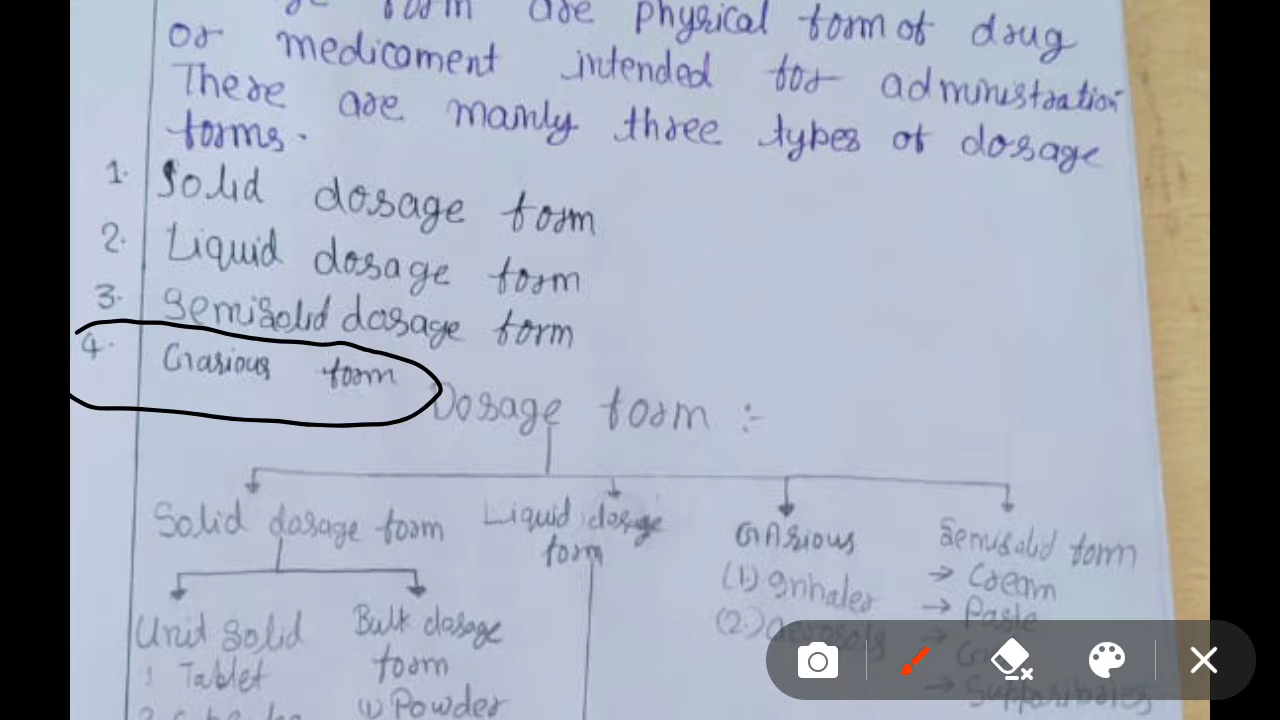 form are physical form of drug
or medicament intended for administration
There are mainly three types of dosage
forms.
1. Solid dosage form
2. Liquid dosage form
3. Semisolid dosage form
4. Gasious form
Dosage form :-
Solid dosage form Liquid dosage form GAsious Semisolid form
(1) Inhaler → Cream
(2.) aerosols → Paste
→ Suppositories
Unit Solid Bulk dosage form
1 Tablet 1) Powder